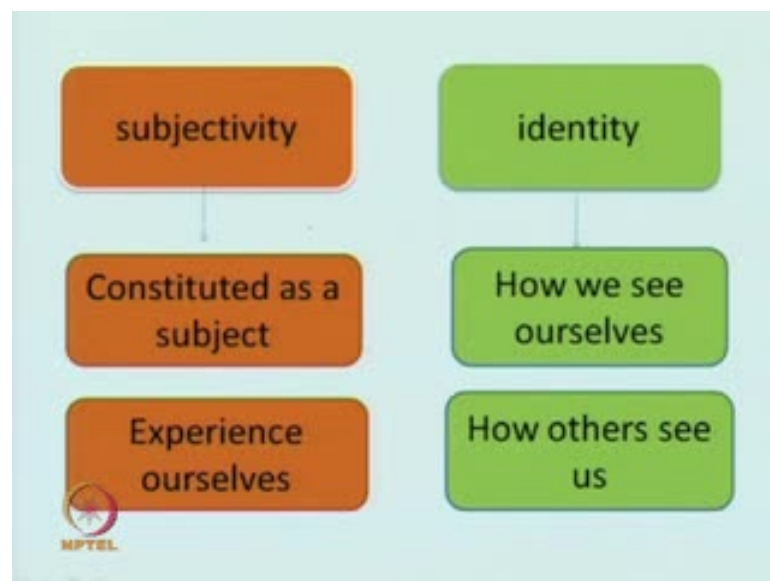 subjectivity
identity
Constituted as a
subject
How we see
ourselves
Experience
ourselves
How others see
us
NPTEL